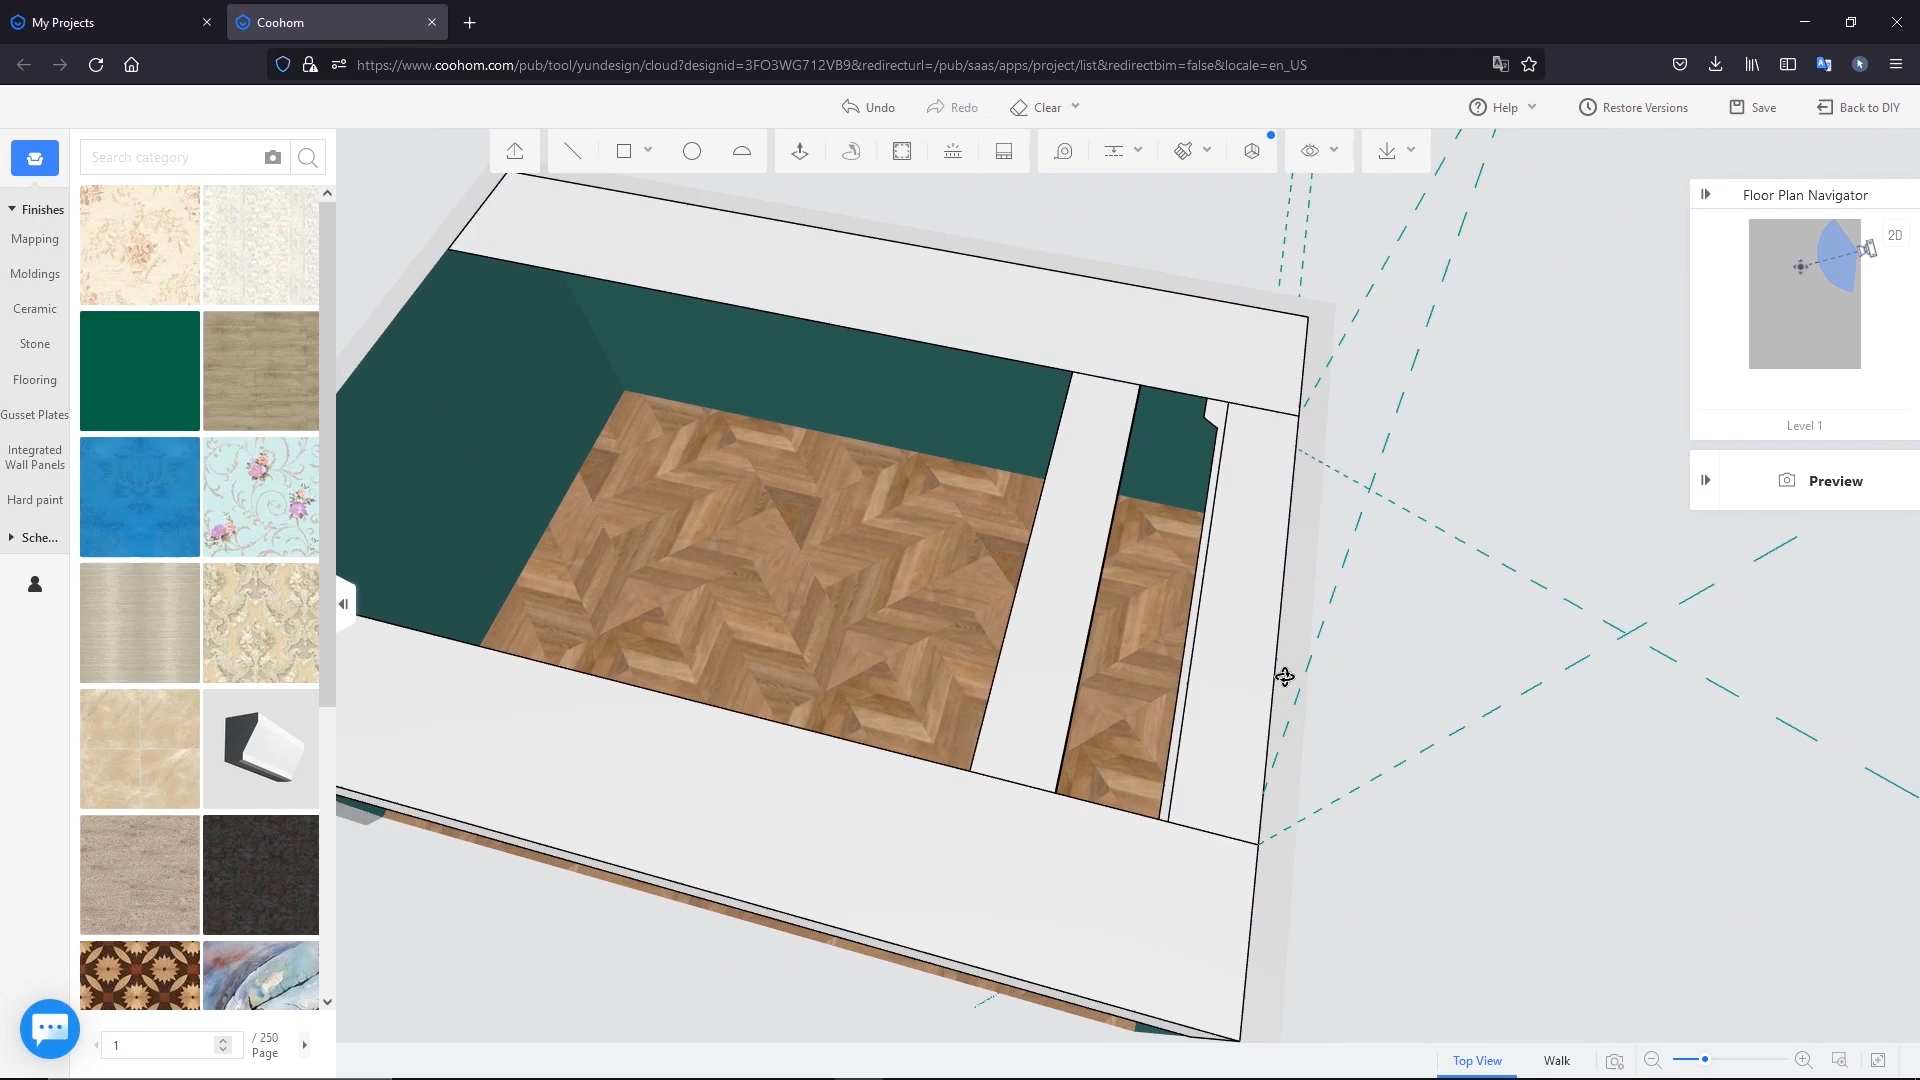 My Projects
Coohom
https://www.coohom.com/pub/tool/yundesign/cloud?designid=3FO3WG712VB9&redirecturl=/pub/saas/apps/project/list&redirectbim=false&locale=en_US
Undo
Redo
Clear
Help
Restore Versions
Save
Back to DIY
Search category
Finishes
Mapping
Moldings
Ceramic
Stone
Flooring
Gusset Plates
Integrated
Wall Panels
Hard paint
Sche...
Floor Plan Navigator
2D
Level 1
Preview
1
/ 250
Page
Top View
Walk